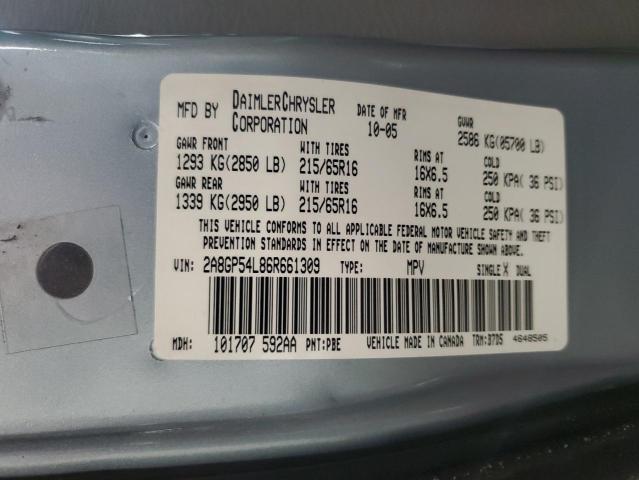 MFD BY DAIMLERCHRYSLER CORPORATION DATE OF MFR 10-05 GVWR 2586 KG(05700 LB)
GAWR FRONT WITH TIRES RIMS AT COLD
1293 KG(2850 LB) 215/65R16 16X6.5 250 KPA( 36 PSI)
GAWR REAR WITH TIRES RIMS AT COLD
1339 KG(2950 LB) 215/65R16 16X6.5 250 KPA( 36 PSI)
THIS VEHICLE CONFORMS TO ALL APPLICABLE FEDERAL MOTOR VEHICLE SAFETY AND THEFT
PREVENTION STANDARDS IN EFFECT ON THE DATE OF MANUFACTURE SHOWN ABOVE.
VIN: 2A8GP54L86R661309 TYPE: MPV SINGLE X DUAL
MDH: 101707 592AA PNT:PBE VEHICLE MADE IN CANADA TRM:D7D5 4648505